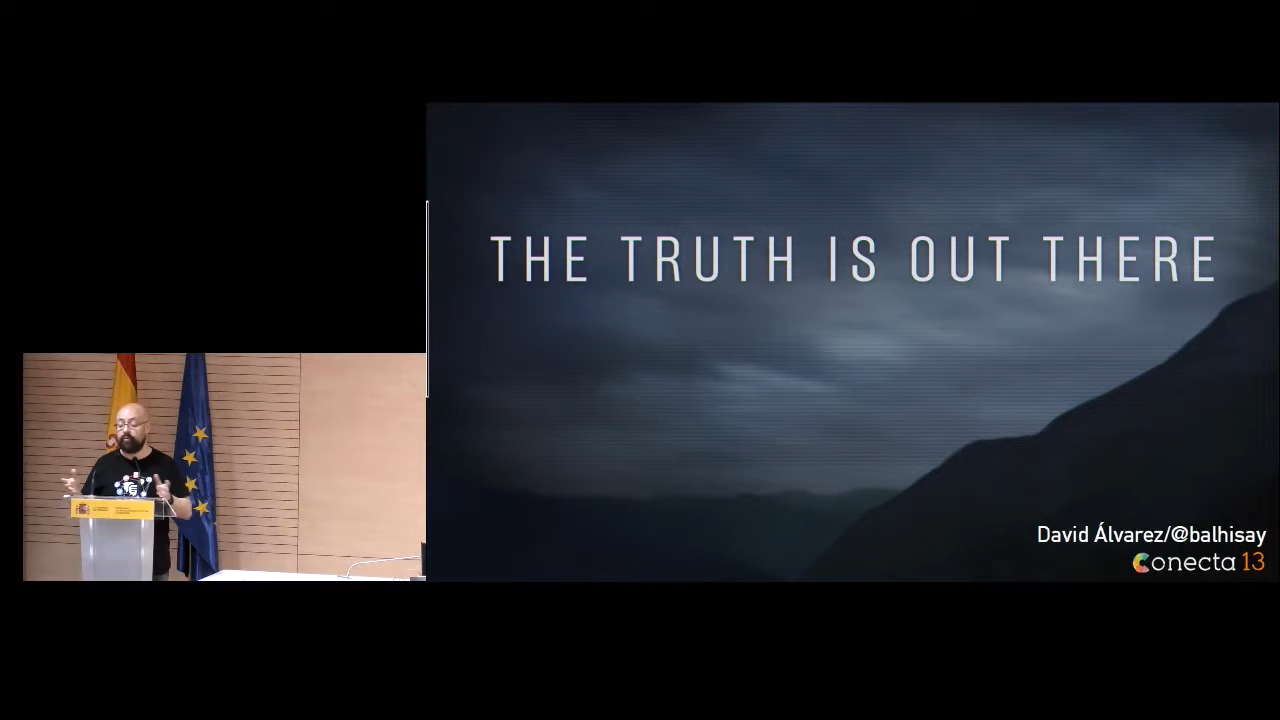 THE TRUTH IS OUT THERE
David Álvarez/@balhisay
Conecta 13